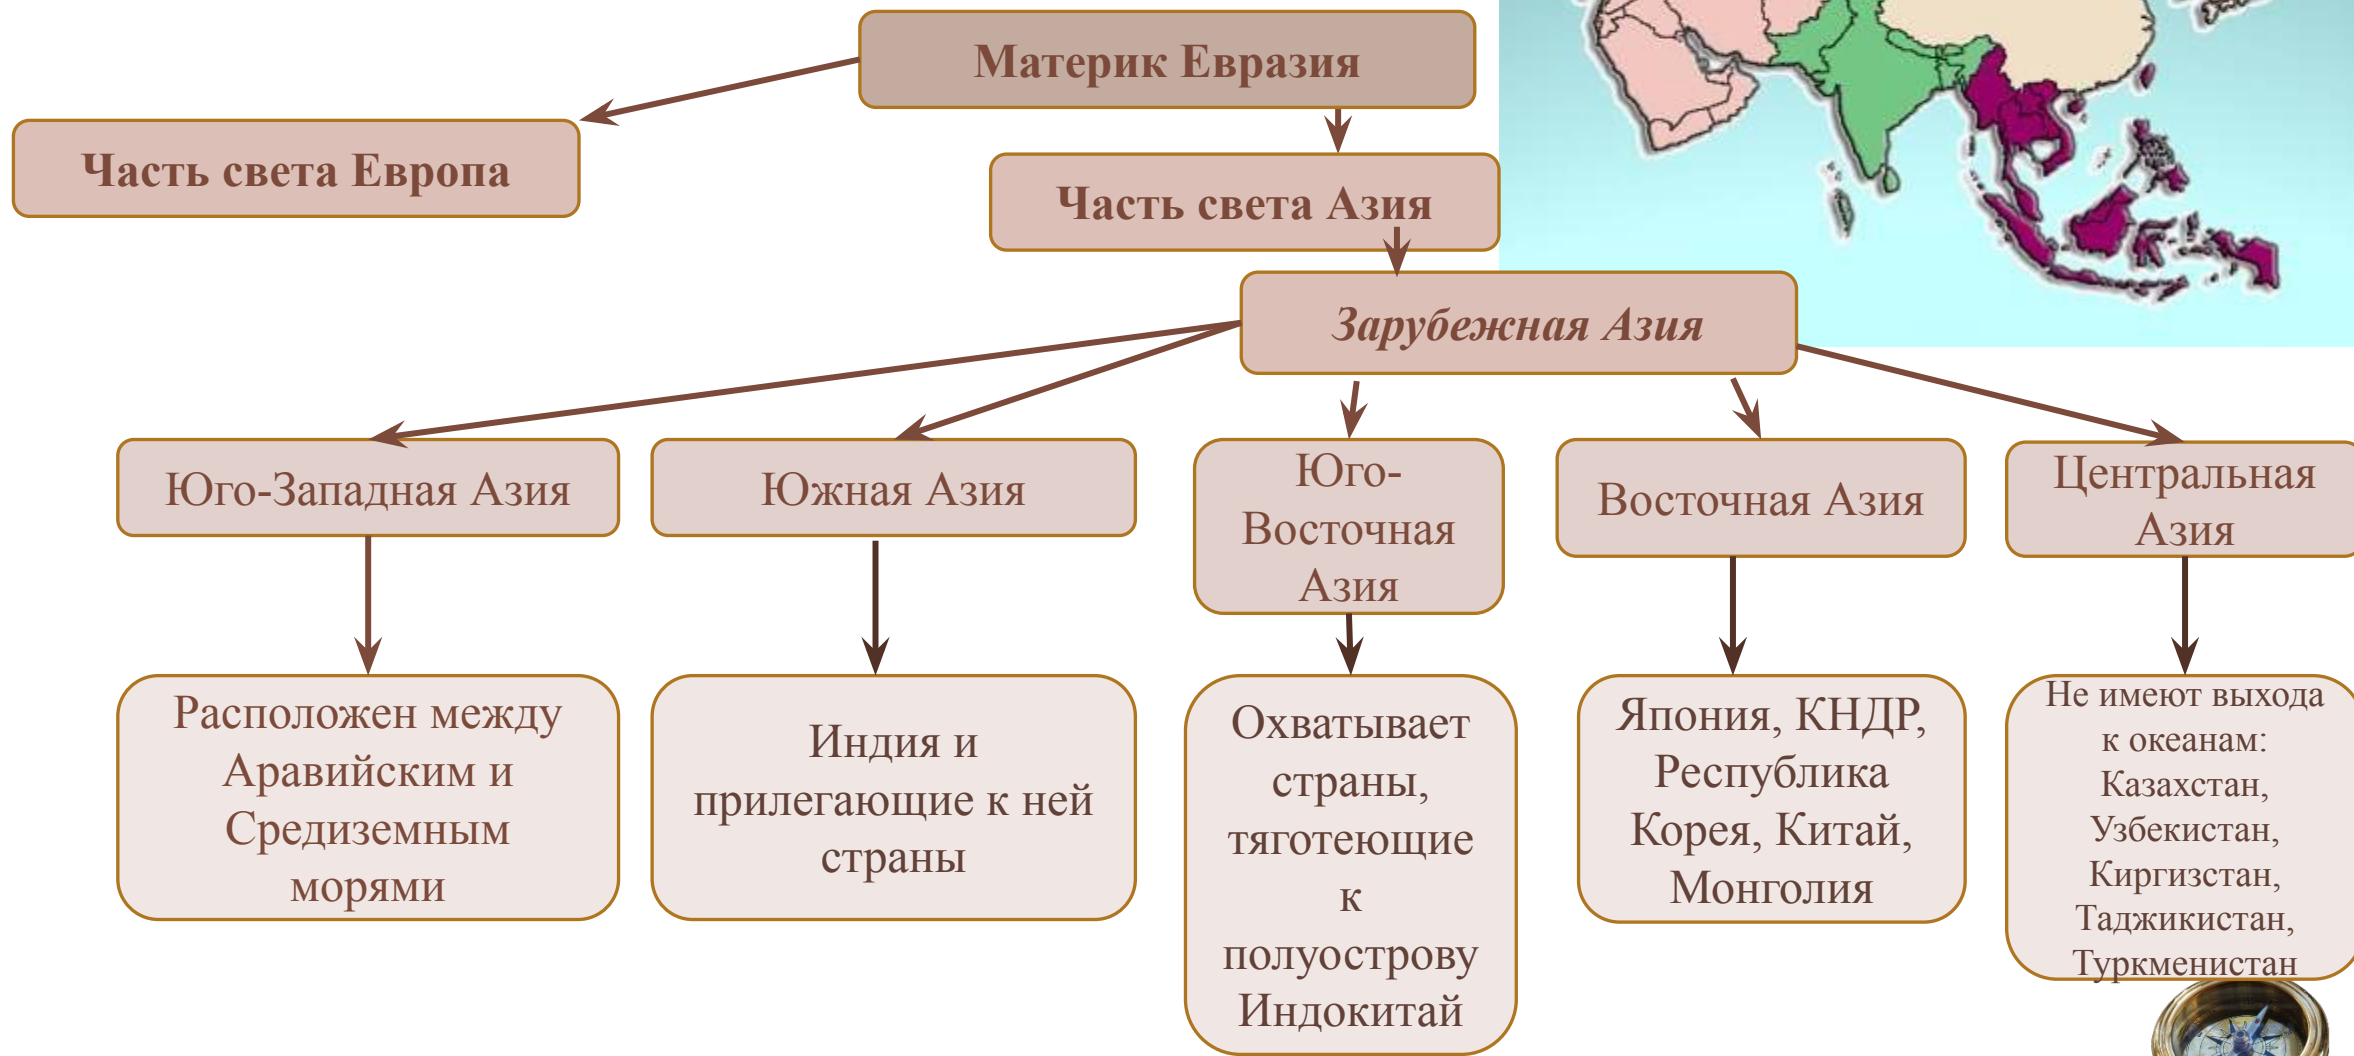 Материк Евразия
Часть света Европа
Часть света Азия
Зарубежная Азия
Юго-Западная Азия
Южная Азия
Юго-
Восточная
Азия
Восточная Азия
Центральная
Азия
Расположен между
Аравийским и
Средиземным
морями
Индия и
прилегающие к ней
страны
Охватывает
страны,
тяготеющие
к
полуострову
Индокитай
Япония, КНДР,
Республика
Корея, Китай,
Монголия
Не имеют выхода
к океанам:
Казахстан,
Узбекистан,
Киргизстан,
Таджикистан,
Туркменистан